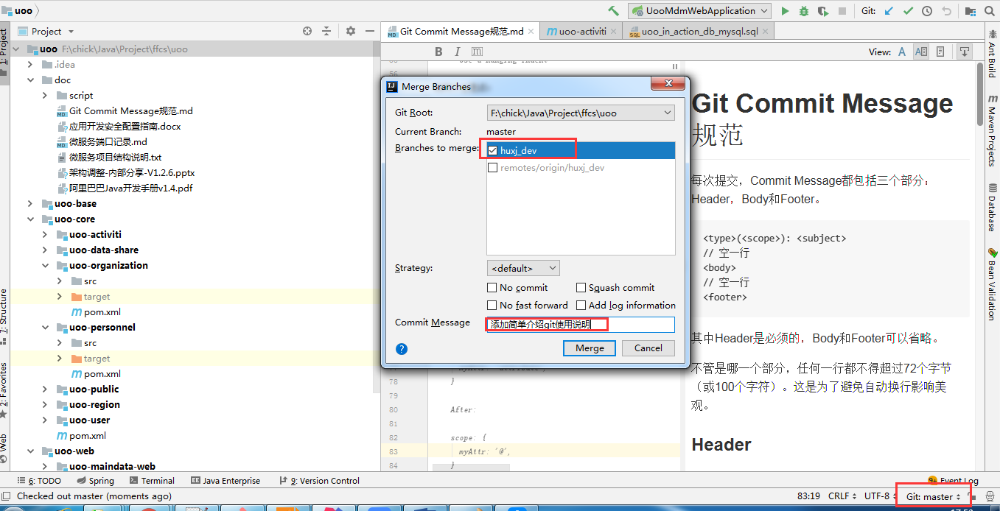 uoo
UooMdmWebApplication
Git:
1: Project
Project
Git Commit Message规范.md
uoo-activiti
uoo_in_action_db_mysql.sql
uoo F:\chick\Java\Project\ffcs\uoo
.idea
doc
script
Git Commit Message规范.md
应用开发安全配置指南.docx
微服务端口记录.md
微服务项目结构说明.txt
架构调整-内部分享-V1.2.6.pptx
阿里巴巴Java开发手册v1.4.pdf
uoo-base
uoo-core
uoo-activiti
uoo-data-share
uoo-organization
src
target
pom.xml
uoo-personnel
src
target
pom.xml
uoo-public
uoo-region
uoo-user
pom.xml
uoo-web
uoo-maindata-web
7: Structure
2: Favorites
Web
B I m
View: A
Merge Branches
Git Root: F:\chick\Java\Project\ffcs\uoo
Current Branch: master
Branches to merge: huxj_dev
remotes/origin/huxj_dev
Strategy: <default>
No commit Squash commit
No fast forward Add log information
Commit Message 添加简单介绍git使用说明
? Merge Cancel
78 }
79
80 After:
81
82 scope: {
83 myAttr: '@',
84 }
Git Commit Message
规范
每次提交，Commit Message都包括三个部分：
Header，Body和Footer。
<type>(<scope>): <subject>
// 空一行
<body>
// 空一行
<footer>
其中Header是必须的，Body和Footer可以省略。
不管是哪一个部分，任何一行都不得超过72个字节
（或100个字符）。这是为了避免自动换行影响美
观。
Header
Ant Build
Maven Projects
Database
Bean Validation
6: TODO Spring Terminal Java Enterprise 9: Version Control Event Log
Checked out master (moments ago) 83:19 CRLF UTF-8 Git: master